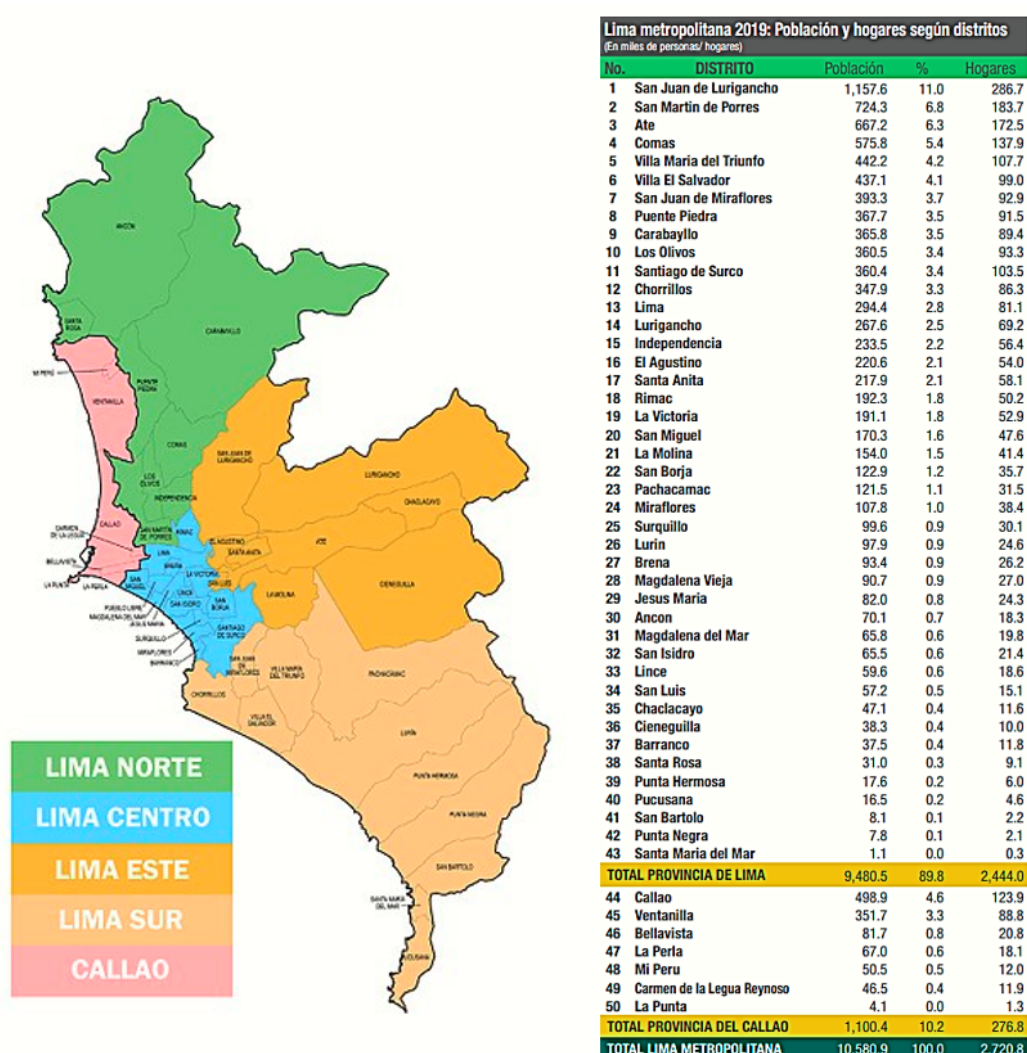 ANCON
SANTA
ROSA
CARABAYLLO
MI PERÚ
VENTANILLA
PUENTE
PIEDRA
COMAS
LOS
OLIVOS
INDEPENDENCIA
SAN JUAN DE
LURIGANCHO
LURIGANCHO
CHACLACAYO
CARMEN
DE LA LEGUA
CALLAO
SAN MARTIN
DE PORRES
RIMAC
EL AGUSTINO
SANTA ANITA
ATE
BELLAVISTA
LA PUNTA
LA PERLA
SAN
MIGUEL
LIMA
BREÑA
LA VICTORIA
SAN LUIS
LINCE
SAN ISIDRO
SAN
BORJA
LA MOLINA
CIENEGUILLA
PUEBLO LIBRE
MAGDALENA DEL MAR
JESUS MARIA
SURQUILLO
MIRAFLORES
BARRANCO
SANTIAGO
DE SURCO
SAN JUAN
DE
MIRAFLORES
VILLA MARIA
DEL TRIUNFO
PACHACAMAC
CHORRILLOS
VILLA EL
SALVADOR
LURIN
PUNTA HERMOSA
PUNTA NEGRA
SAN BARTOLO
SANTA MARIA
DEL MAR
PUCUSANA
LIMA NORTE
LIMA CENTRO
LIMA ESTE
LIMA SUR
CALLAO
Lima metropolitana 2019: Población y hogares según distritos
(En miles de personas/ hogares)
No. DISTRITO Población % Hogares
1 San Juan de Lurigancho 1,157.6 11.0 286.7
2 San Martin de Porres 724.3 6.8 183.7
3 Ate 667.2 6.3 172.5
4 Comas 575.8 5.4 137.9
5 Villa Maria del Triunfo 442.2 4.2 107.7
6 Villa El Salvador 437.1 4.1 99.0
7 San Juan de Miraflores 393.3 3.7 92.9
8 Puente Piedra 367.7 3.5 91.5
9 Carabayllo 365.8 3.5 89.4
10 Los Olivos 360.5 3.4 93.3
11 Santiago de Surco 360.4 3.4 103.5
12 Chorrillos 347.9 3.3 86.3
13 Lima 294.4 2.8 81.1
14 Lurigancho 267.6 2.5 69.2
15 Independencia 233.5 2.2 56.4
16 El Agustino 220.6 2.1 54.0
17 Santa Anita 217.9 2.1 58.1
18 Rimac 192.3 1.8 50.2
19 La Victoria 191.1 1.8 52.9
20 San Miguel 170.3 1.6 47.6
21 La Molina 154.0 1.5 41.4
22 San Borja 122.9 1.2 35.7
23 Pachacamac 121.5 1.1 31.5
24 Miraflores 107.8 1.0 38.4
25 Surquillo 99.6 0.9 30.1
26 Lurin 97.9 0.9 24.6
27 Brena 93.4 0.9 26.2
28 Magdalena Vieja 90.7 0.9 27.0
29 Jesus Maria 82.0 0.8 24.3
30 Ancon 70.1 0.7 18.3
31 Magdalena del Mar 65.8 0.6 19.8
32 San Isidro 65.5 0.6 21.4
33 Lince 59.6 0.6 18.6
34 San Luis 57.2 0.5 15.1
35 Chaclacayo 47.1 0.4 11.6
36 Cieneguilla 38.3 0.4 10.0
37 Barranco 37.5 0.4 11.8
38 Santa Rosa 31.0 0.3 9.1
39 Punta Hermosa 17.6 0.2 6.0
40 Pucusana 16.5 0.2 4.6
41 San Bartolo 8.1 0.1 2.2
42 Punta Negra 7.8 0.1 2.1
43 Santa Maria del Mar 1.1 0.0 0.3
TOTAL PROVINCIA DE LIMA 9,480.5 89.8 2,444.0
44 Callao 498.9 4.6 123.9
45 Ventanilla 351.7 3.3 88.8
46 Bellavista 81.7 0.8 20.8
47 La Perla 67.0 0.6 18.1
48 Mi Peru 50.5 0.5 12.0
49 Carmen de la Legua Reynoso 46.5 0.4 11.9
50 La Punta 4.1 0.0 1.3
TOTAL PROVINCIA DEL CALLAO 1,100.4 10.2 276.8
TOTAL LIMA METROPOLITANA 10,580.9 100.0 2,720.8